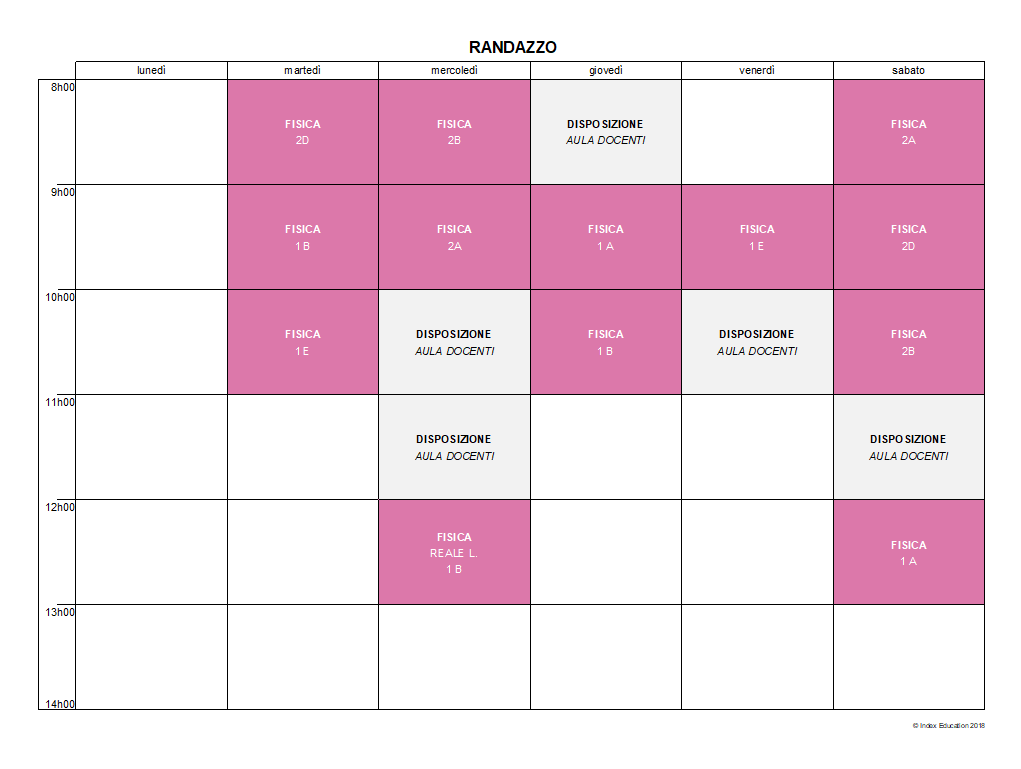 RANDAZZO
lunedì martedì mercoledì giovedì venerdì sabato
8h00
FISICA FISICA DISPOSIZIONE FISICA
2D 2B AULA DOCENTI 2A
9h00
FISICA FISICA FISICA FISICA FISICA
1 B 2A 1 A 1 E 2D
10h00
FISICA DISPOSIZIONE FISICA DISPOSIZIONE FISICA
1 E AULA DOCENTI 1 B AULA DOCENTI 2B
11h00
DISPOSIZIONE DISPOSIZIONE
AULA DOCENTI AULA DOCENTI
12h00
FISICA FISICA
REALE L. 1 A
1 B
13h00
14h00
© Index Education 2018